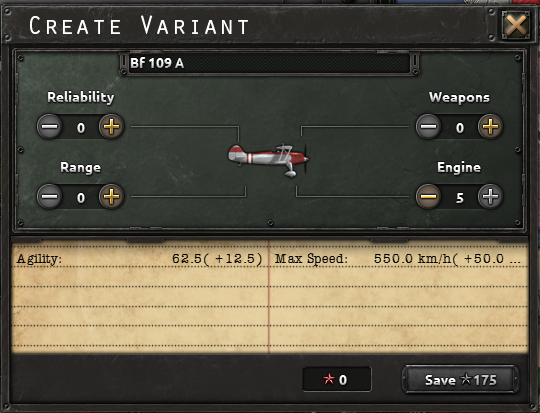 Create Variant
Bf 109 A
Reliability
Weapons
0
0
Range
Engine
0
5
Agility: 62.5( +12.5) Max Speed: 550.0 km/h( +50.0 ...
0
Save 175